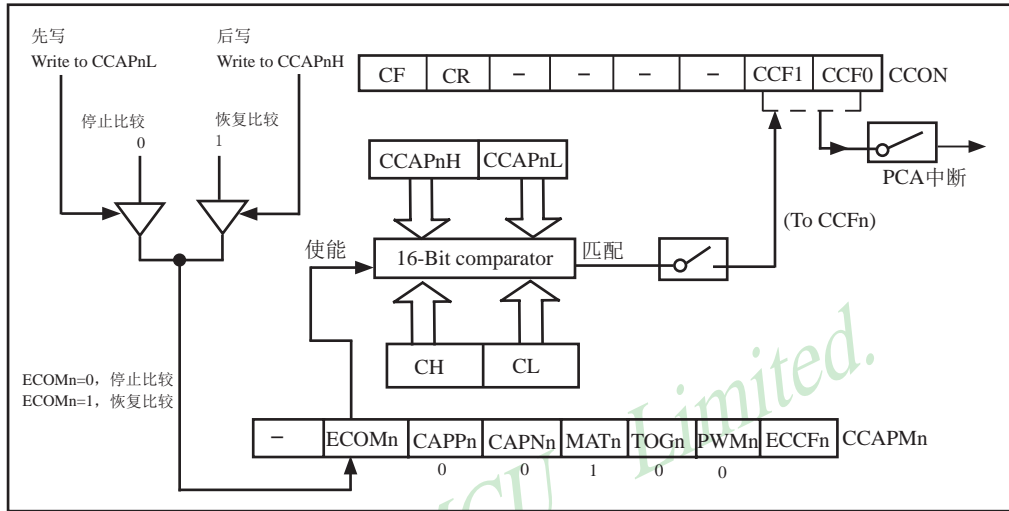 先写
Write to CCAPnL
后写
Write to CCAPnH
停止比较
0
恢复比较
1
CF CR – – – – CCF1 CCF0 CCON
PCA中断
CCAPnH CCAPnL
(To CCFn)
使能
16-Bit comparator
匹配
CH CL
ECOMn=0，停止比较
ECOMn=1，恢复比较
– ECOMn CAPPn CAPNn MATn TOGn PWMn ECCFn CCAPMn
0 0 1 0 0
MCU Limited.